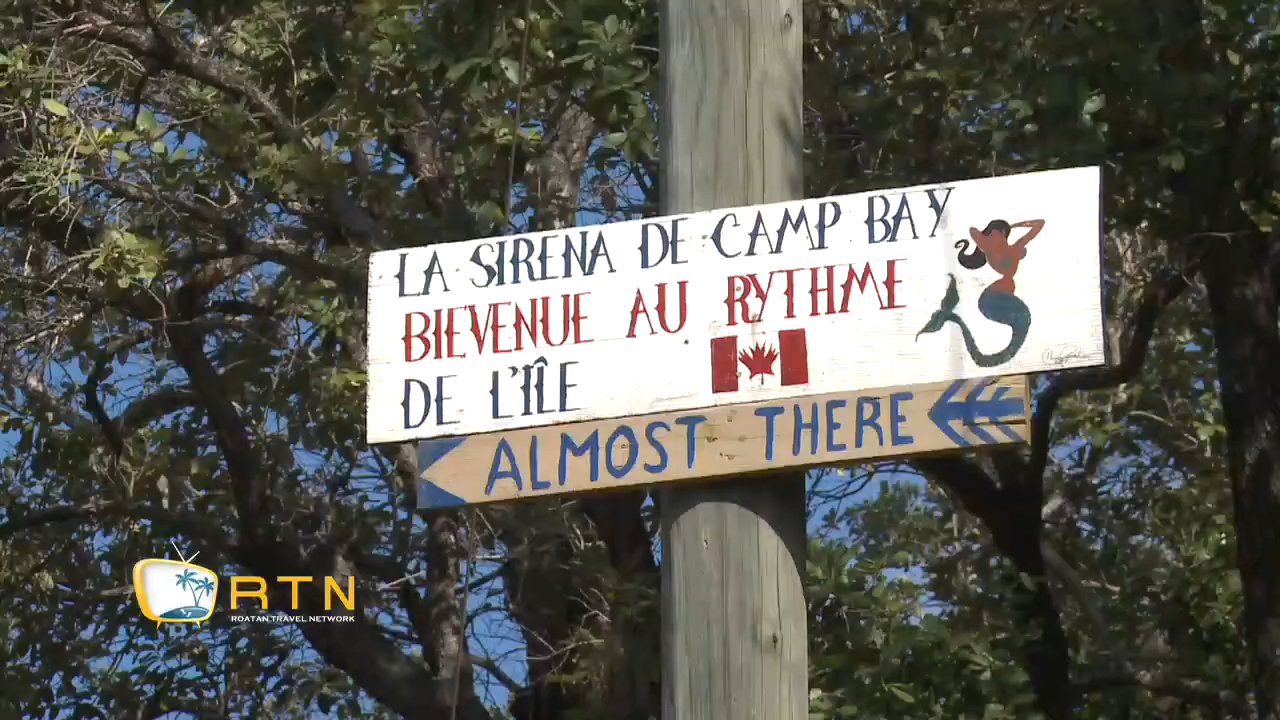 LA SIRENA DE CAMP BAY
BIEVENUE AU RYTHME
DE L'ÎLE
ALMOST THERE
RTN
ROATAN TRAVEL NETWORK